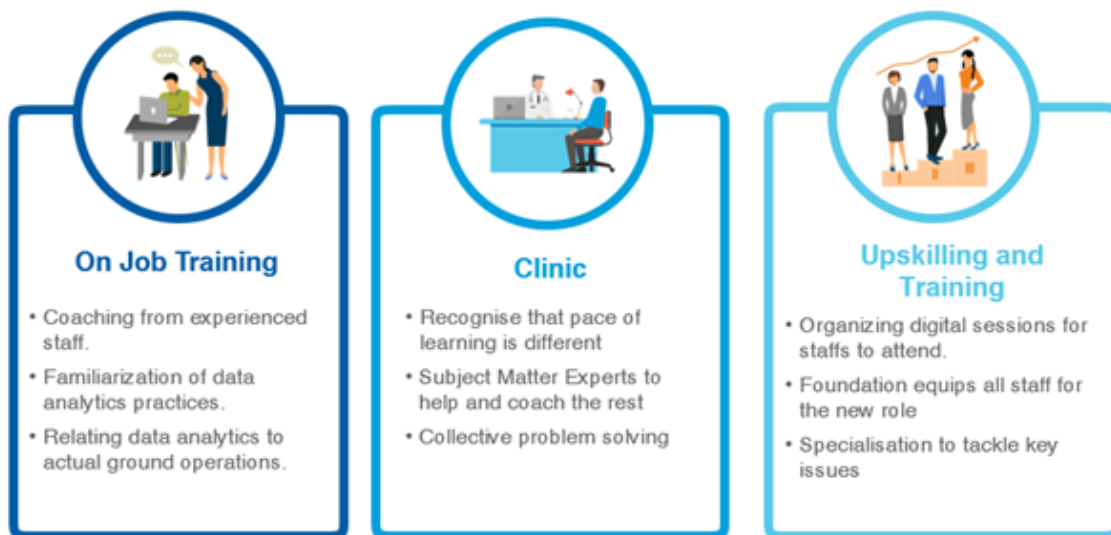 On Job Training
• Coaching from experienced
staff.
• Familiarization of data
analytics practices.
• Relating data analytics to
actual ground operations.
Clinic
• Recognise that pace of
learning is different
• Subject Matter Experts to
help and coach the rest
• Collective problem solving
Upskilling and
Training
• Organizing digital sessions for
staffs to attend.
• Foundation equips all staff for
the new role
• Specialisation to tackle key
issues